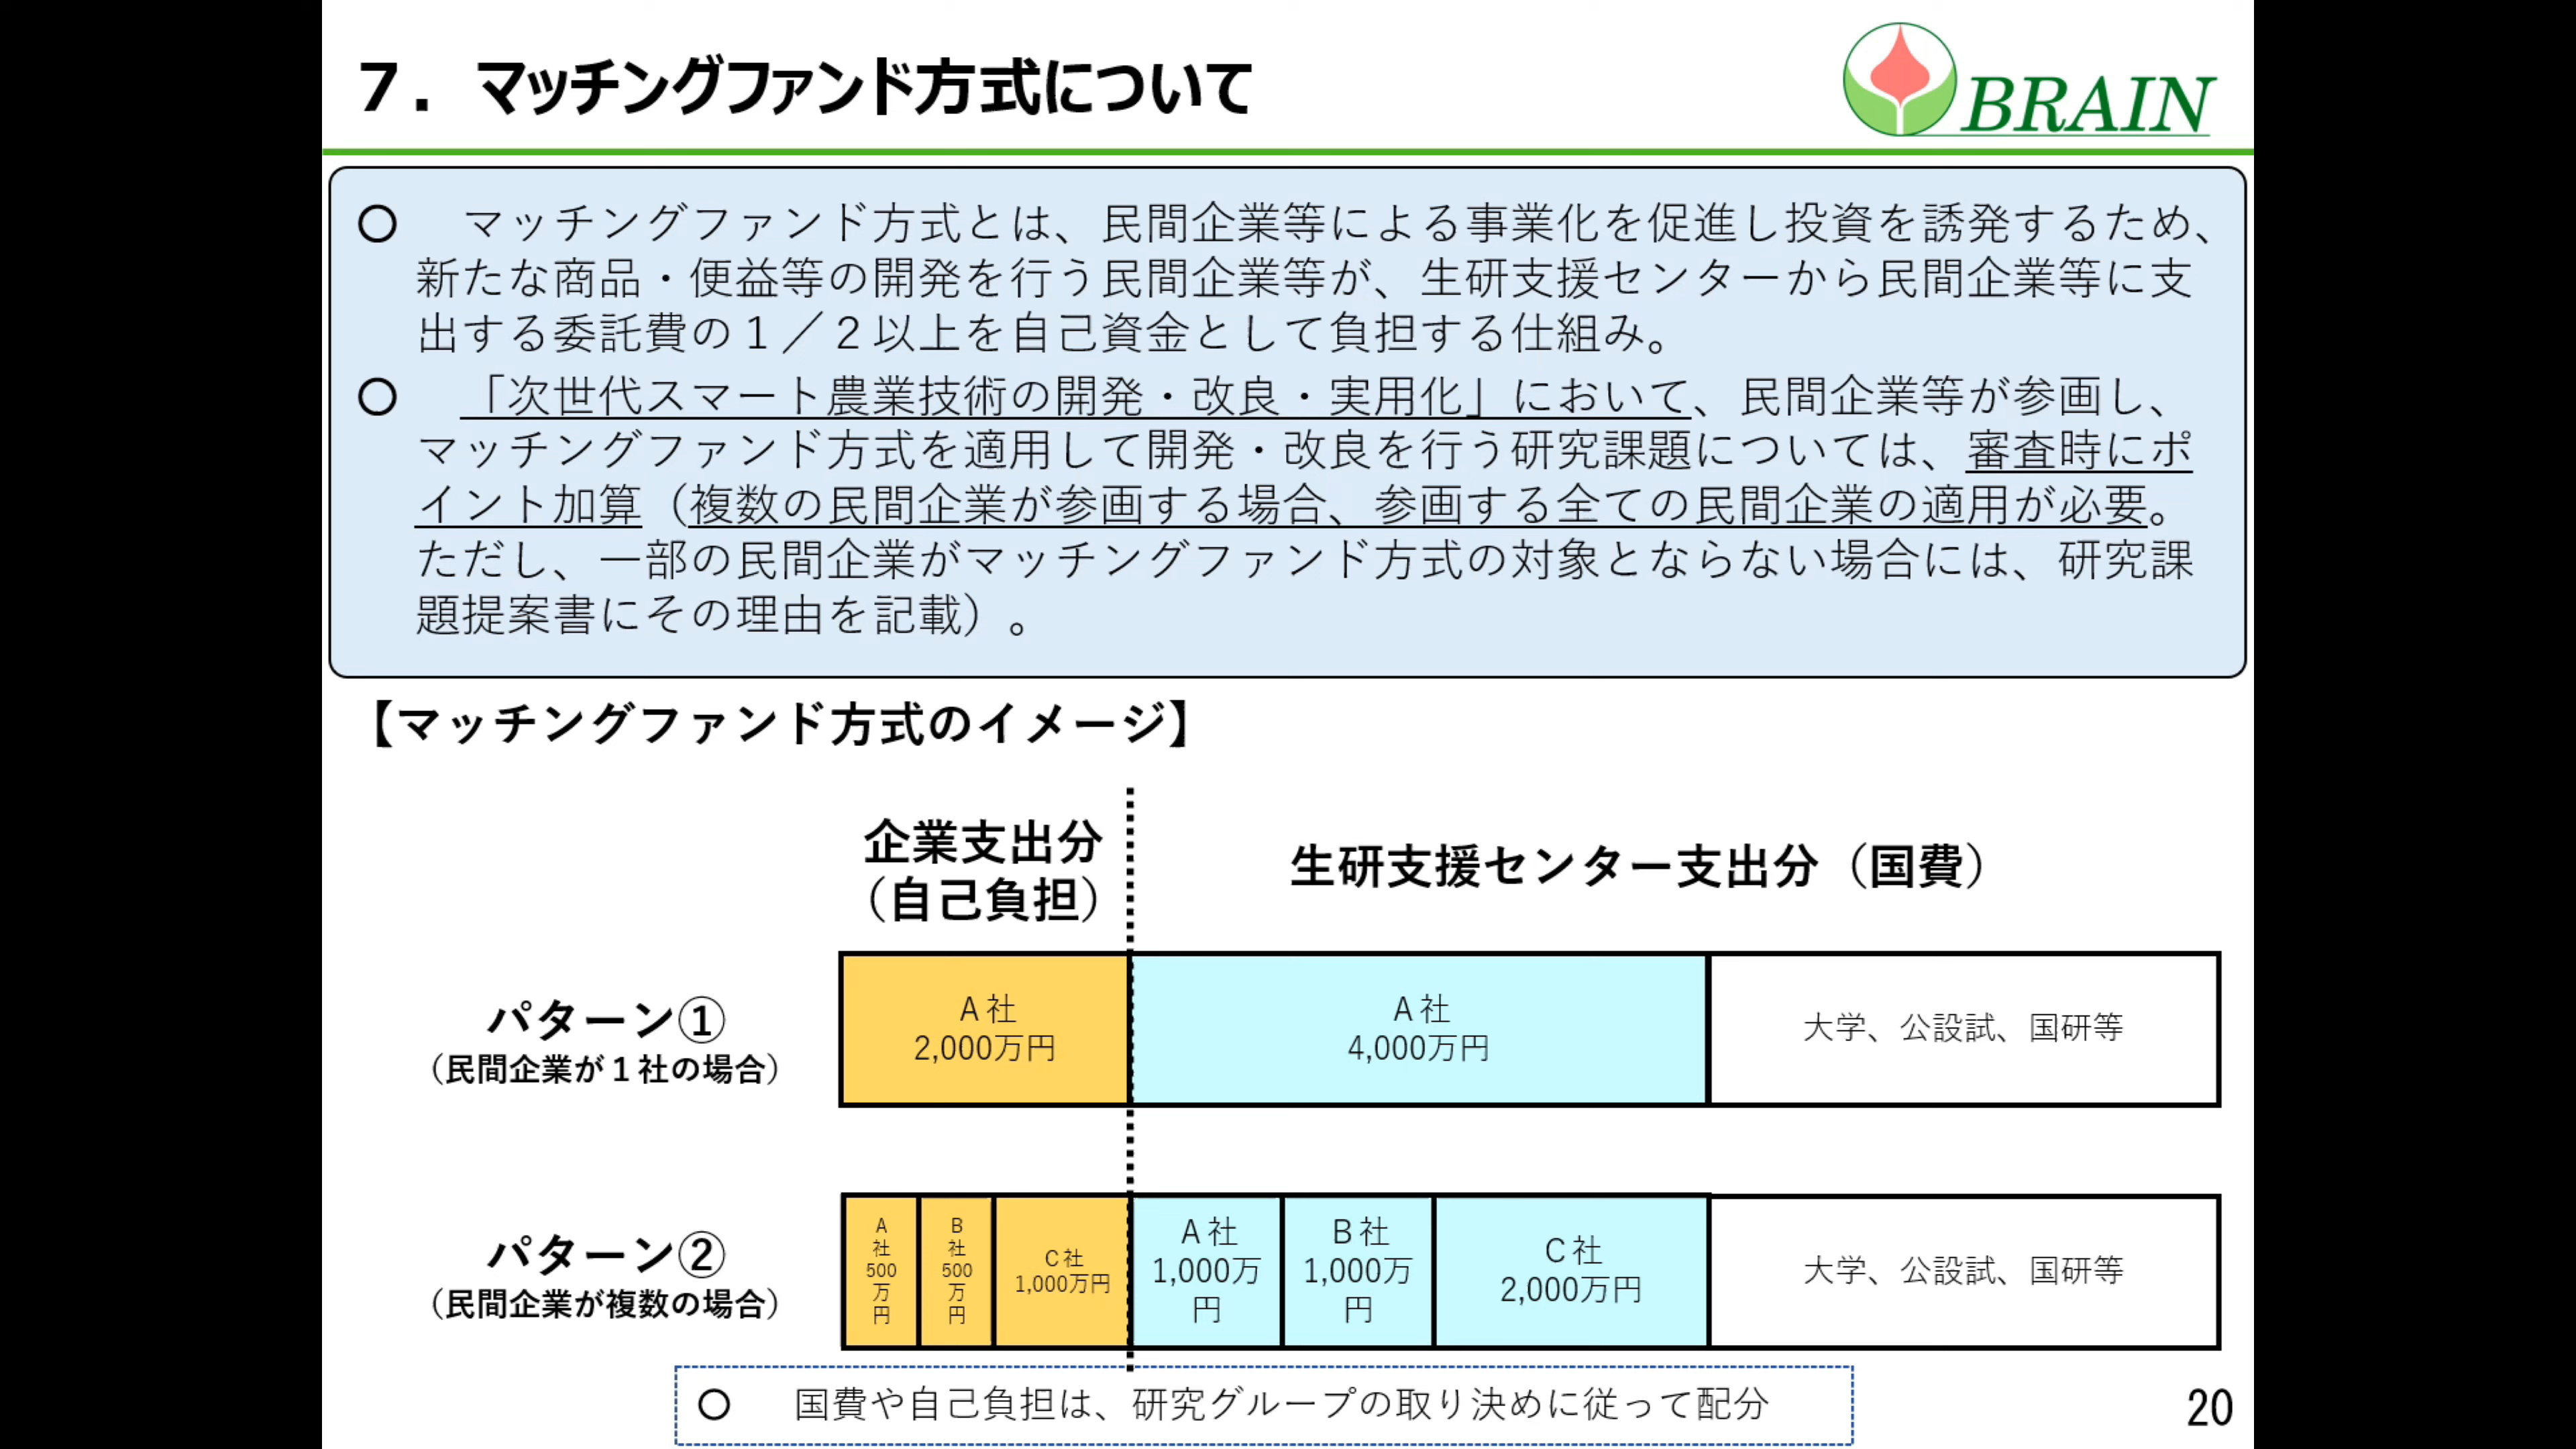 ７．マッチングファンド方式について
BRAIN
○　マッチングファンド方式とは、民間企業等による事業化を促進し投資を誘発するため、
新たな商品・便益等の開発を行う民間企業等が、生研支援センターから民間企業等に支
出する委託費の１／２以上を自己資金として負担する仕組み。
○　「次世代スマート農業技術の開発・改良・実用化」において、民間企業等が参画し、
マッチングファンド方式を適用して開発・改良を行う研究課題については、審査時にポ
イント加算（複数の民間企業が参画する場合、参画する全ての民間企業の適用が必要。
ただし、一部の民間企業がマッチングファンド方式の対象とならない場合には、研究課
題提案書にその理由を記載）。
【マッチングファンド方式のイメージ】
企業支出分
（自己負担）
生研支援センター支出分（国費）
パターン①
（民間企業が１社の場合）
Ａ社
2,000万円
Ａ社
4,000万円
大学、公設試、国研等
パターン②
（民間企業が複数の場合）
A
社
500
万
円
B
社
500
万
円
Ｃ社
1,000万円
Ａ社
1,000万
円
Ｂ社
1,000万
円
Ｃ社
2,000万円
大学、公設試、国研等
○　国費や自己負担は、研究グループの取り決めに従って配分
20